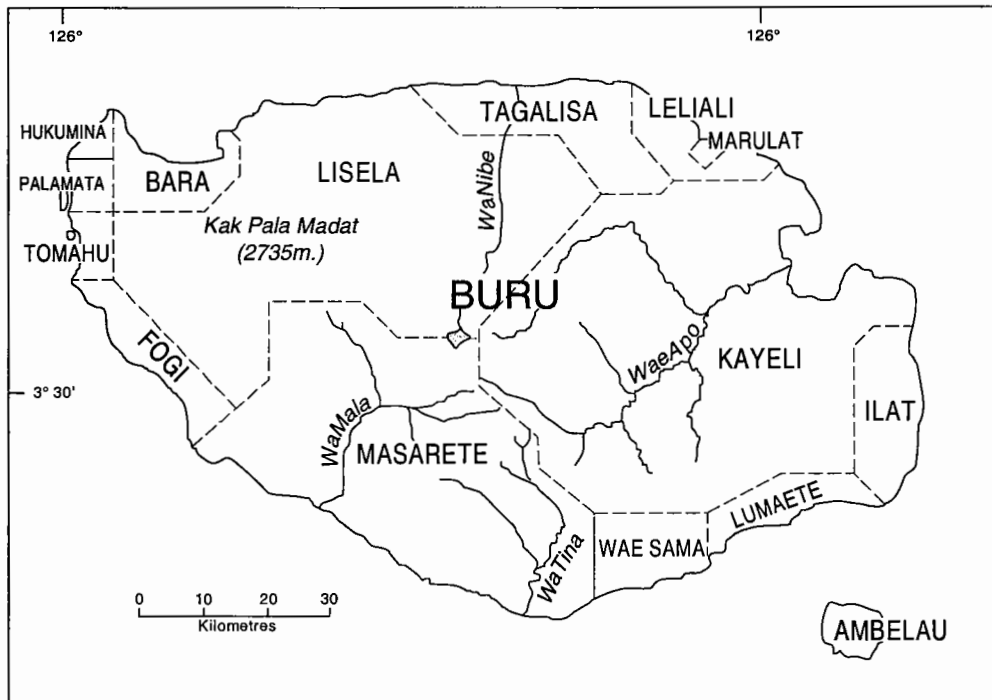 126°
126°
HUKUMINA
PALAMATA
TOMAHU
BARA
LISELA
TAGALISA
LELIALI
MARULAT
WaNibe
Kak Pala Madat
(2735m.)
BURU
FOGI
3° 30'
WaeApo
KAYELI
ILAT
WaMala
MASARETE
LUMAETE
WaTina
WAE SAMA
0 10 20 30
Kilometres
AMBELAU